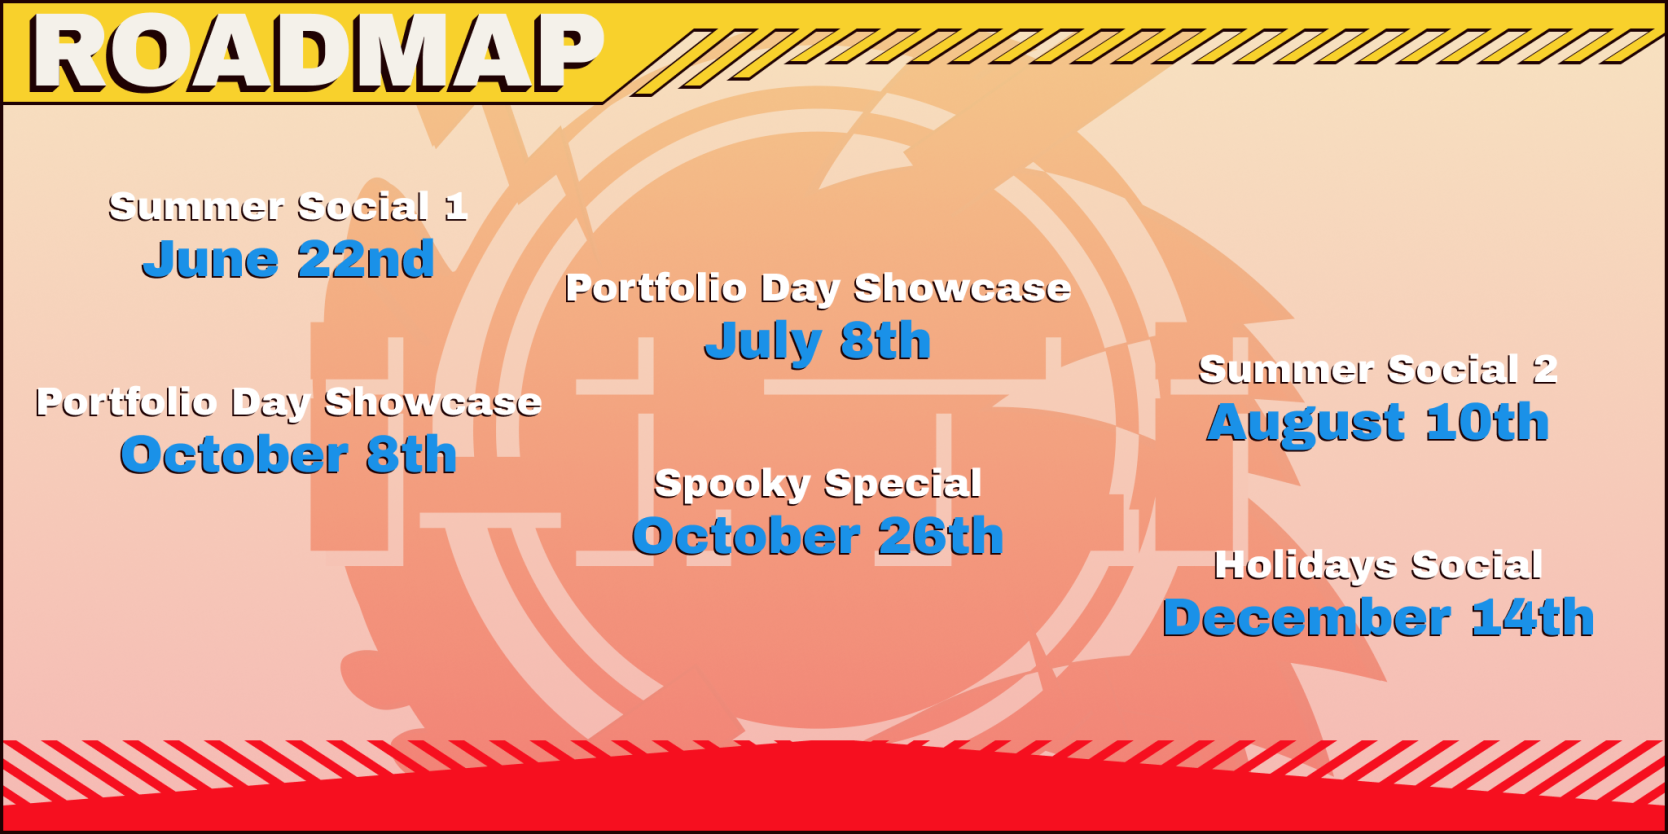 ROADMAP
Summer Social 1
June 22nd
Portfolio Day Showcase
July 8th
Summer Social 2
August 10th
Portfolio Day Showcase
October 8th
Spooky Special
October 26th
Holidays Social
December 14th